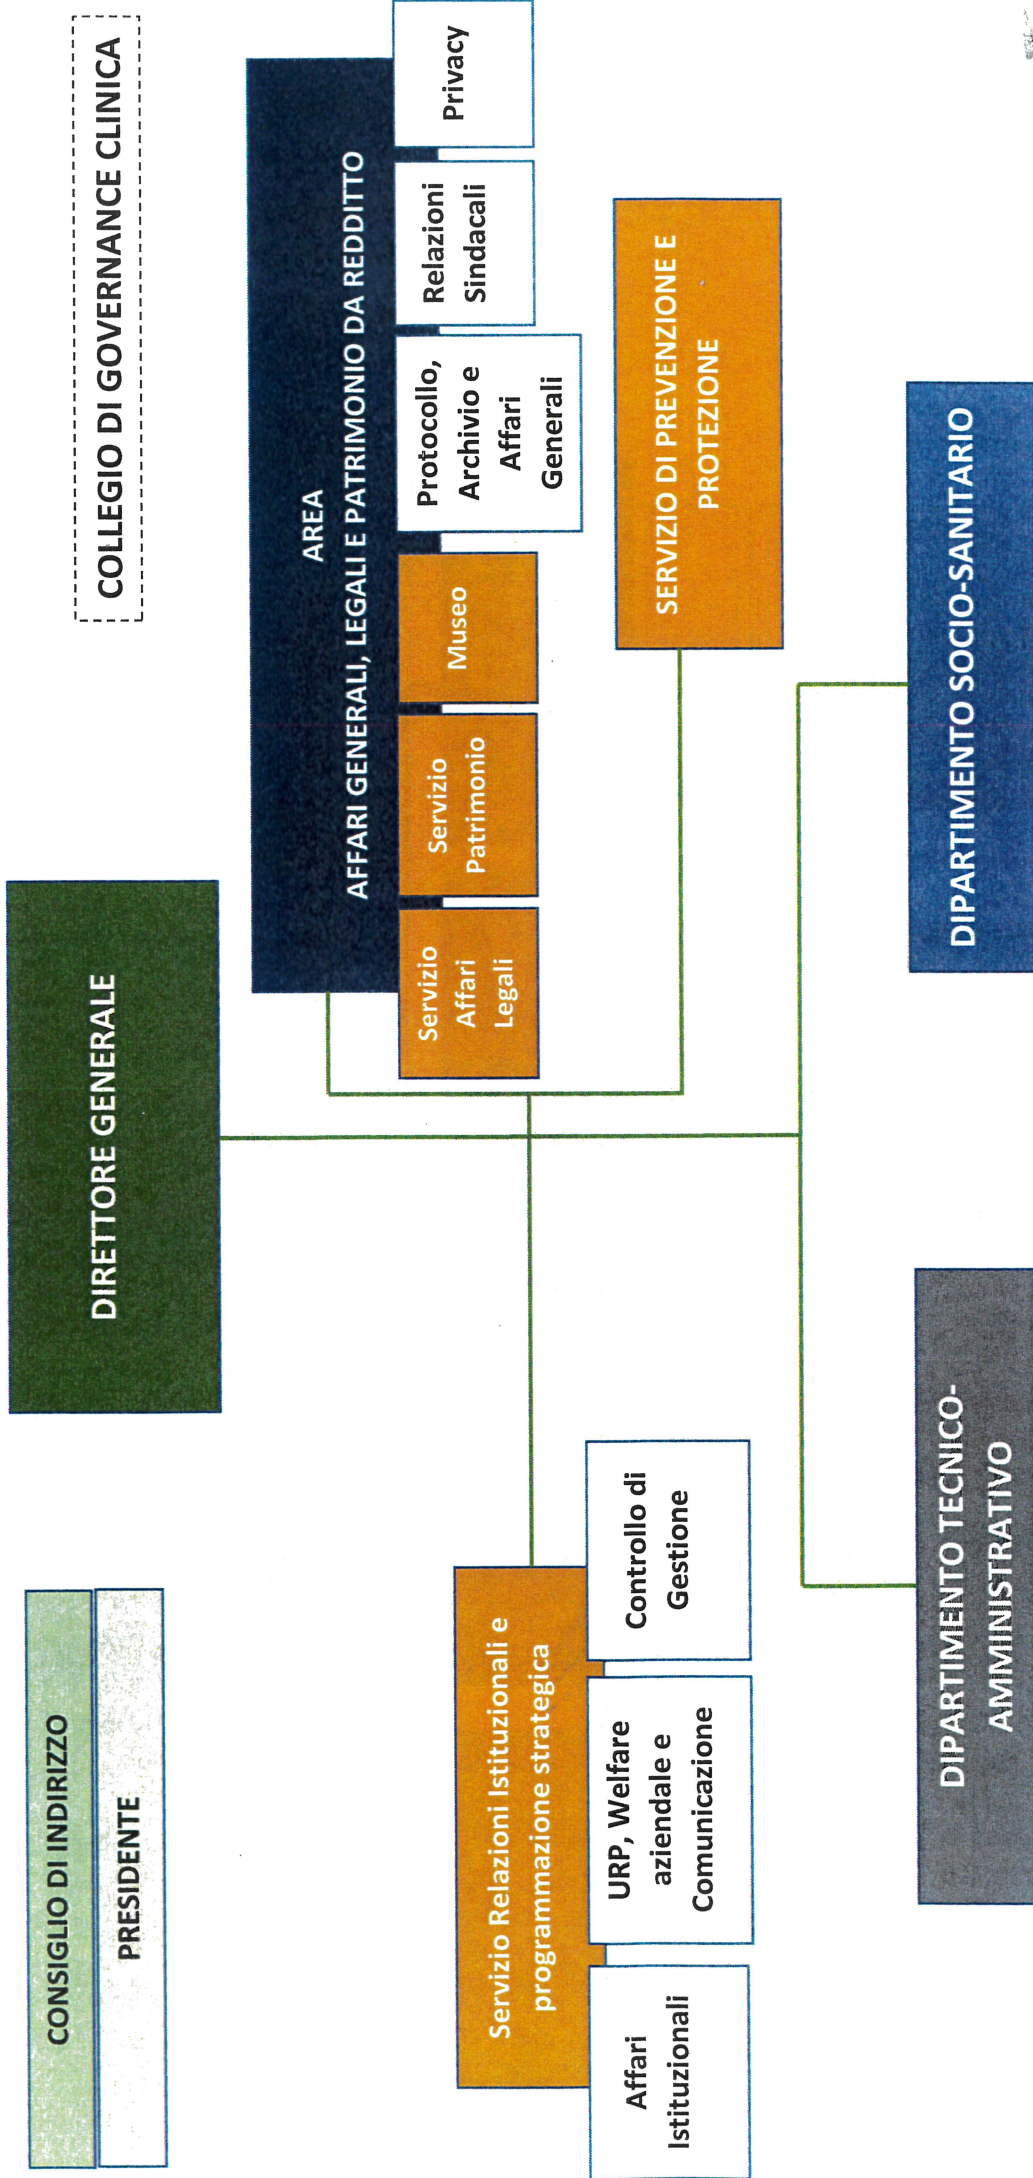 CONSIGLIO DI INDIRIZZO
PRESIDENTE
DIRETTORE GENERALE
COLLEGIO DI GOVERNANCE CLINICA
AREA
AFFARI GENERALI, LEGALI E PATRIMONIO DA REDDITTO
Servizio
Affari
Legali
Servizio
Patrimonio
Museo
Protocollo,
Archivio e
Affari
Generali
Relazioni
Sindacali
Privacy
Servizio Relazioni Istituzionali e
programmazione strategica
Affari
Istituzionali
URP, Welfare
aziendale e
Comunicazione
Controllo di
Gestione
SERVIZIO DI PREVENZIONE E
PROTEZIONE
DIPARTIMENTO TECNICO-
AMMINISTRATIVO
DIPARTIMENTO SOCIO-SANITARIO